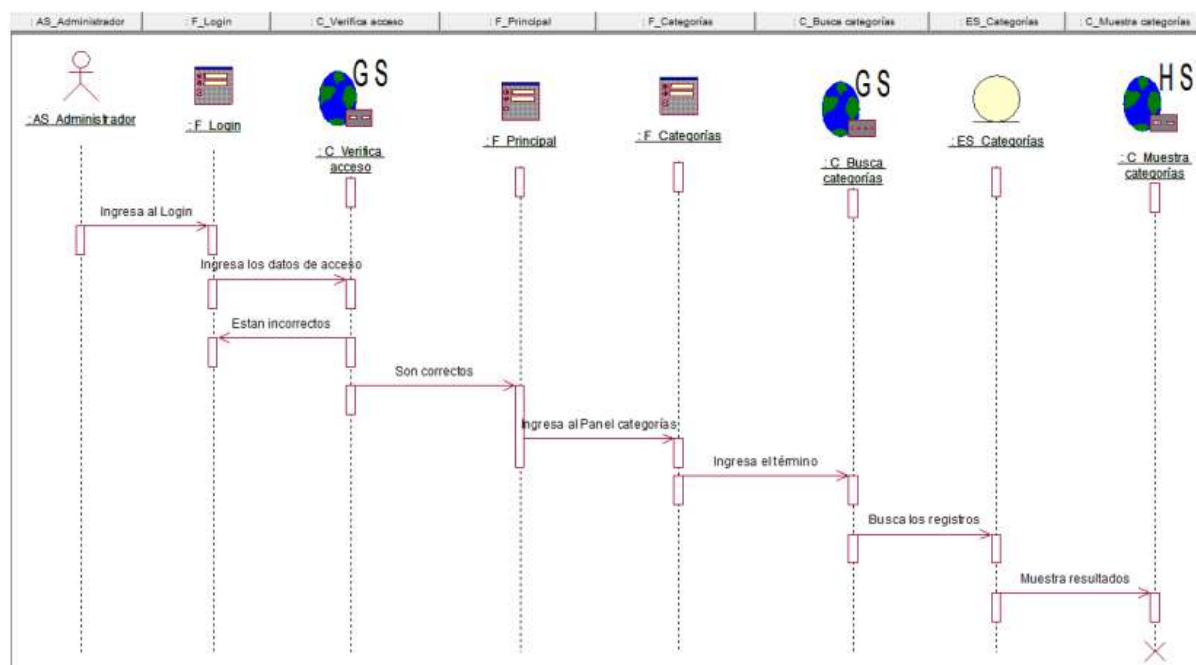 : AS_Administrador
: F_Login
: C_Verifica acceso
: F_Principal
: F_Categorías
: C_Busca categorías
: ES_Categorías
: C_Muestra categorías
GS
GS
HS
: AS_Administrador
: F_Login
: C_Verifica
acceso
: F_Principal
: F_Categorías
: C_Busca
categorías
: ES_Categorías
: C_Muestra
categorías
Ingresa al Login
Ingresa los datos de acceso
Estan incorrectos
Son correctos
Ingresa al Panel categorías
Ingresa el término
Busca los registros
Muestra resultados